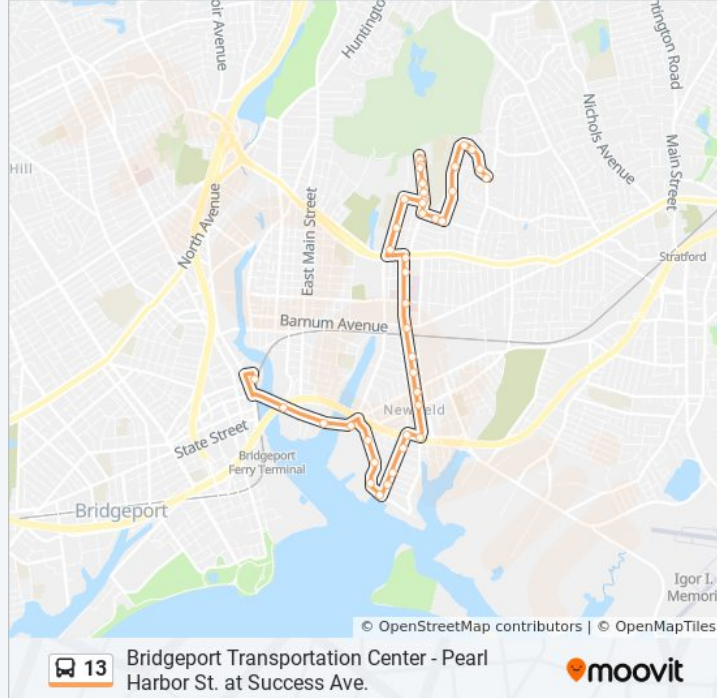 oir Avenue
Huntington
ntington Road
Nichols Avenue
Main Street
Hill
North Avenue
East Main Street
Stratford
Barnum Avenue
State Street
Bridgeport
Ferry Terminal
Bridgeport
Igor I.
Memori
© OpenStreetMap contributors | © OpenMapTiles
13
Bridgeport Transportation Center - Pearl
Harbor St. at Success Ave.
moovit